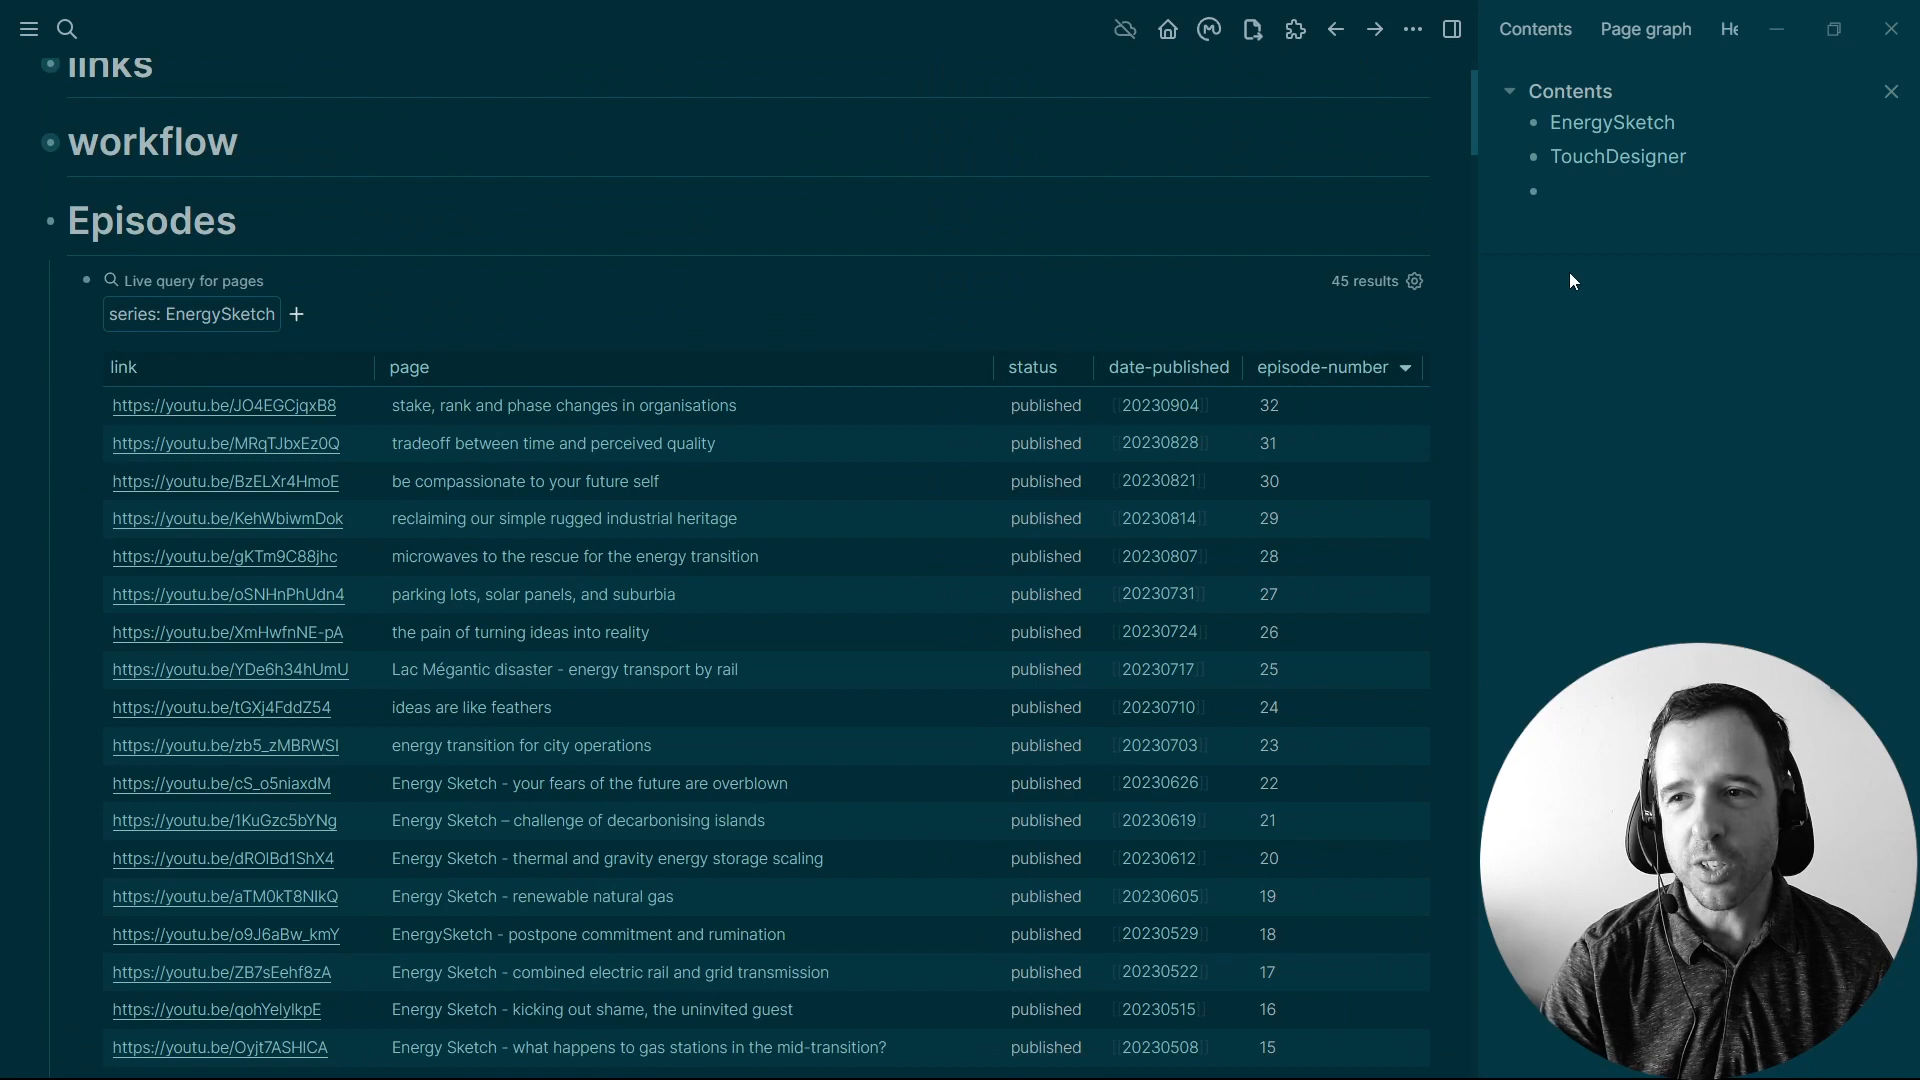 Contents Page graph He
links
workflow
Episodes
Live query for pages 45 results
series: EnergySketch +
link page status date-published episode-number
https://youtu.be/JO4EGCjqxB8 stake, rank and phase changes in organisations published [[20230904]] 32
https://youtu.be/MRqTJbxEz0Q tradeoff between time and perceived quality published [[20230828]] 31
https://youtu.be/BzELXr4HmoE be compassionate to your future self published [[20230821]] 30
https://youtu.be/KehWbiwmDok reclaiming our simple rugged industrial heritage published [[20230814]] 29
https://youtu.be/gKTm9C88jhc microwaves to the rescue for the energy transition published [[20230807]] 28
https://youtu.be/oSNHnPhUdn4 parking lots, solar panels, and suburbia published [[20230731]] 27
https://youtu.be/XmHwfnNE-pA the pain of turning ideas into reality published [[20230724]] 26
https://youtu.be/YDe6h34hUmU Lac Mégantic disaster - energy transport by rail published [[20230717]] 25
https://youtu.be/tGXj4FddZ54 ideas are like feathers published [[20230710]] 24
https://youtu.be/zb5_zMBRWSI energy transition for city operations published [[20230703]] 23
https://youtu.be/cS_o5niaxdM Energy Sketch - your fears of the future are overblown published [[20230626]] 22
https://youtu.be/1KuGzc5bYNg Energy Sketch – challenge of decarbonising islands published [[20230619]] 21
https://youtu.be/dROlBd1ShX4 Energy Sketch - thermal and gravity energy storage scaling published [[20230612]] 20
https://youtu.be/aTM0kT8NIkQ Energy Sketch - renewable natural gas published [[20230605]] 19
https://youtu.be/o9J6aBw_kmY EnergySketch - postpone commitment and rumination published [[20230529]] 18
https://youtu.be/ZB7sEehf8zA Energy Sketch - combined electric rail and grid transmission published [[20230522]] 17
https://youtu.be/qohYelylkpE Energy Sketch - kicking out shame, the uninvited guest published [[20230515]] 16
https://youtu.be/Oyjt7ASHlCA Energy Sketch - what happens to gas stations in the mid-transition? published [[20230508]] 15
Contents
EnergySketch
TouchDesigner